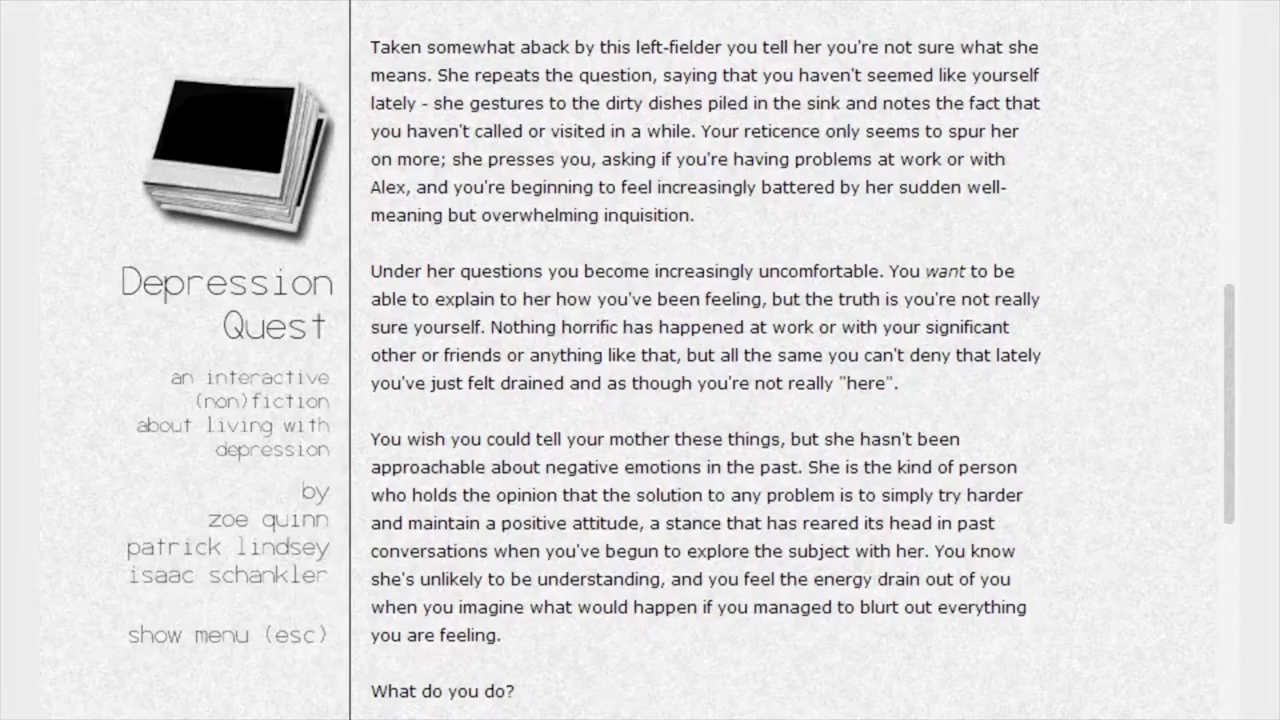 Depression
Quest
an interactive
(non)fiction
about living with
depression
by
zoe quinn
patrick lindsey
isaac schankler
show menu (esc)
Taken somewhat aback by this left-fielder you tell her you're not sure what she
means. She repeats the question, saying that you haven't seemed like yourself
lately - she gestures to the dirty dishes piled in the sink and notes the fact that
you haven't called or visited in a while. Your reticence only seems to spur her
on more; she presses you, asking if you're having problems at work or with
Alex, and you're beginning to feel increasingly battered by her sudden well-
meaning but overwhelming inquisition.
Under her questions you become increasingly uncomfortable. You want to be
able to explain to her how you've been feeling, but the truth is you're not really
sure yourself. Nothing horrific has happened at work or with your significant
other or friends or anything like that, but all the same you can't deny that lately
you've just felt drained and as though you're not really "here".
You wish you could tell your mother these things, but she hasn't been
approachable about negative emotions in the past. She is the kind of person
who holds the opinion that the solution to any problem is to simply try harder
and maintain a positive attitude, a stance that has reared its head in past
conversations when you've begun to explore the subject with her. You know
she's unlikely to be understanding, and you feel the energy drain out of you
when you imagine what would happen if you managed to blurt out everything
you are feeling.
What do you do?